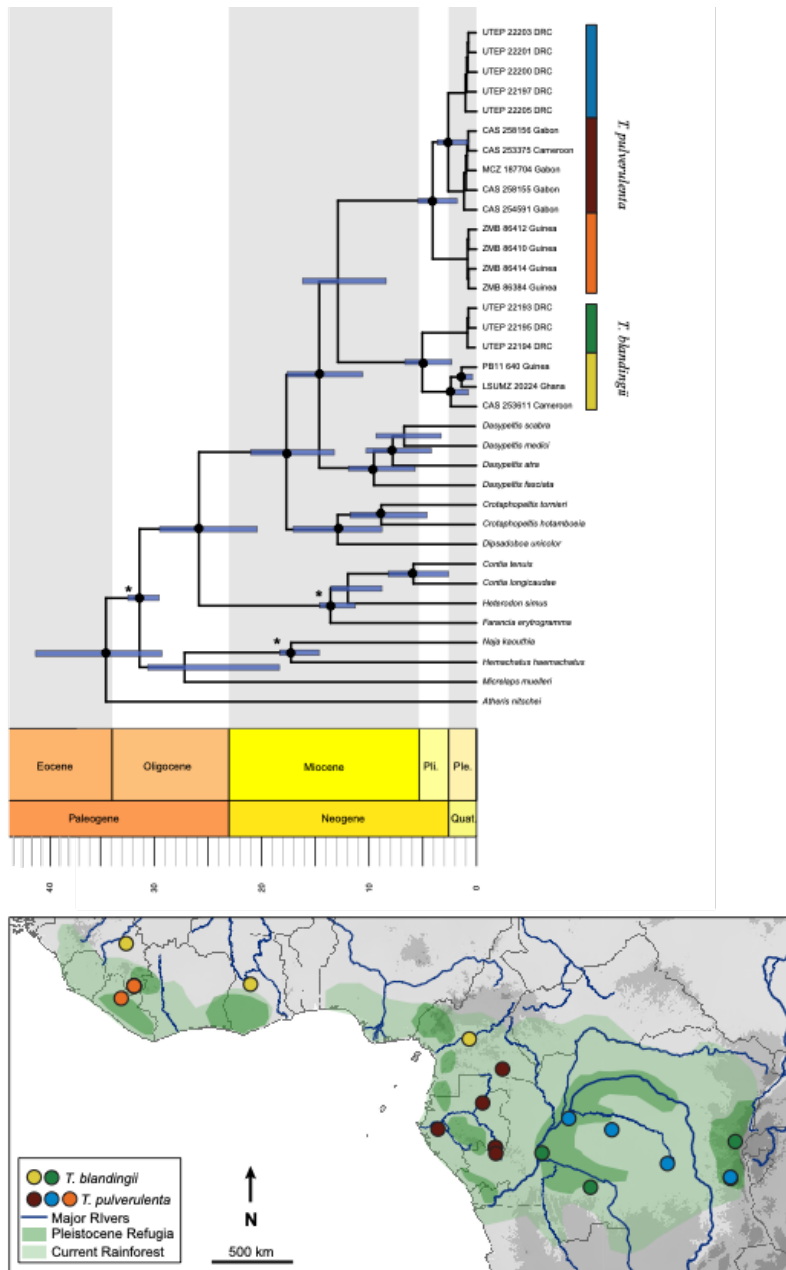 UTEP 22203 DRC
UTEP 22201 DRC
UTEP 22200 DRC
UTEP 22197 DRC
UTEP 22205 DRC
CAS 258156 Gabon
CAS 253375 Cameroon
MCZ 187704 Gabon
CAS 258155 Gabon
CAS 254591 Gabon
ZMB 86412 Guinea
ZMB 86410 Guinea
ZMB 86414 Guinea
ZMB 86384 Guinea
T. pulverulenta
UTEP 22193 DRC
UTEP 22195 DRC
UTEP 22194 DRC
PB11 640 Guinea
LSUMZ 20224 Ghana
CAS 253611 Cameroon
T. blandingii
Dasypeltis scabra
Dasypeltis medici
Dasypeltis atra
Dasypeltis fasciata
Crotaphopeltis tornieri
Crotaphopeltis hotamboeia
Dipsadoboa unicolor
Contia tenuis
Contia longicaudae
*
*
Heterodon simus
Farancia erytrogramma
*
Naja kaouthia
Hemachatus haemachatus
Micrelaps muelleri
Atheris nitschei
Eocene Oligocene Miocene Pli. Ple.
Paleogene Neogene Quat.
40 30 20 10 0
T. blandingii
T. pulverulenta
Major RIvers
Pleistocene Refugia
Current Rainforest
N
500 km